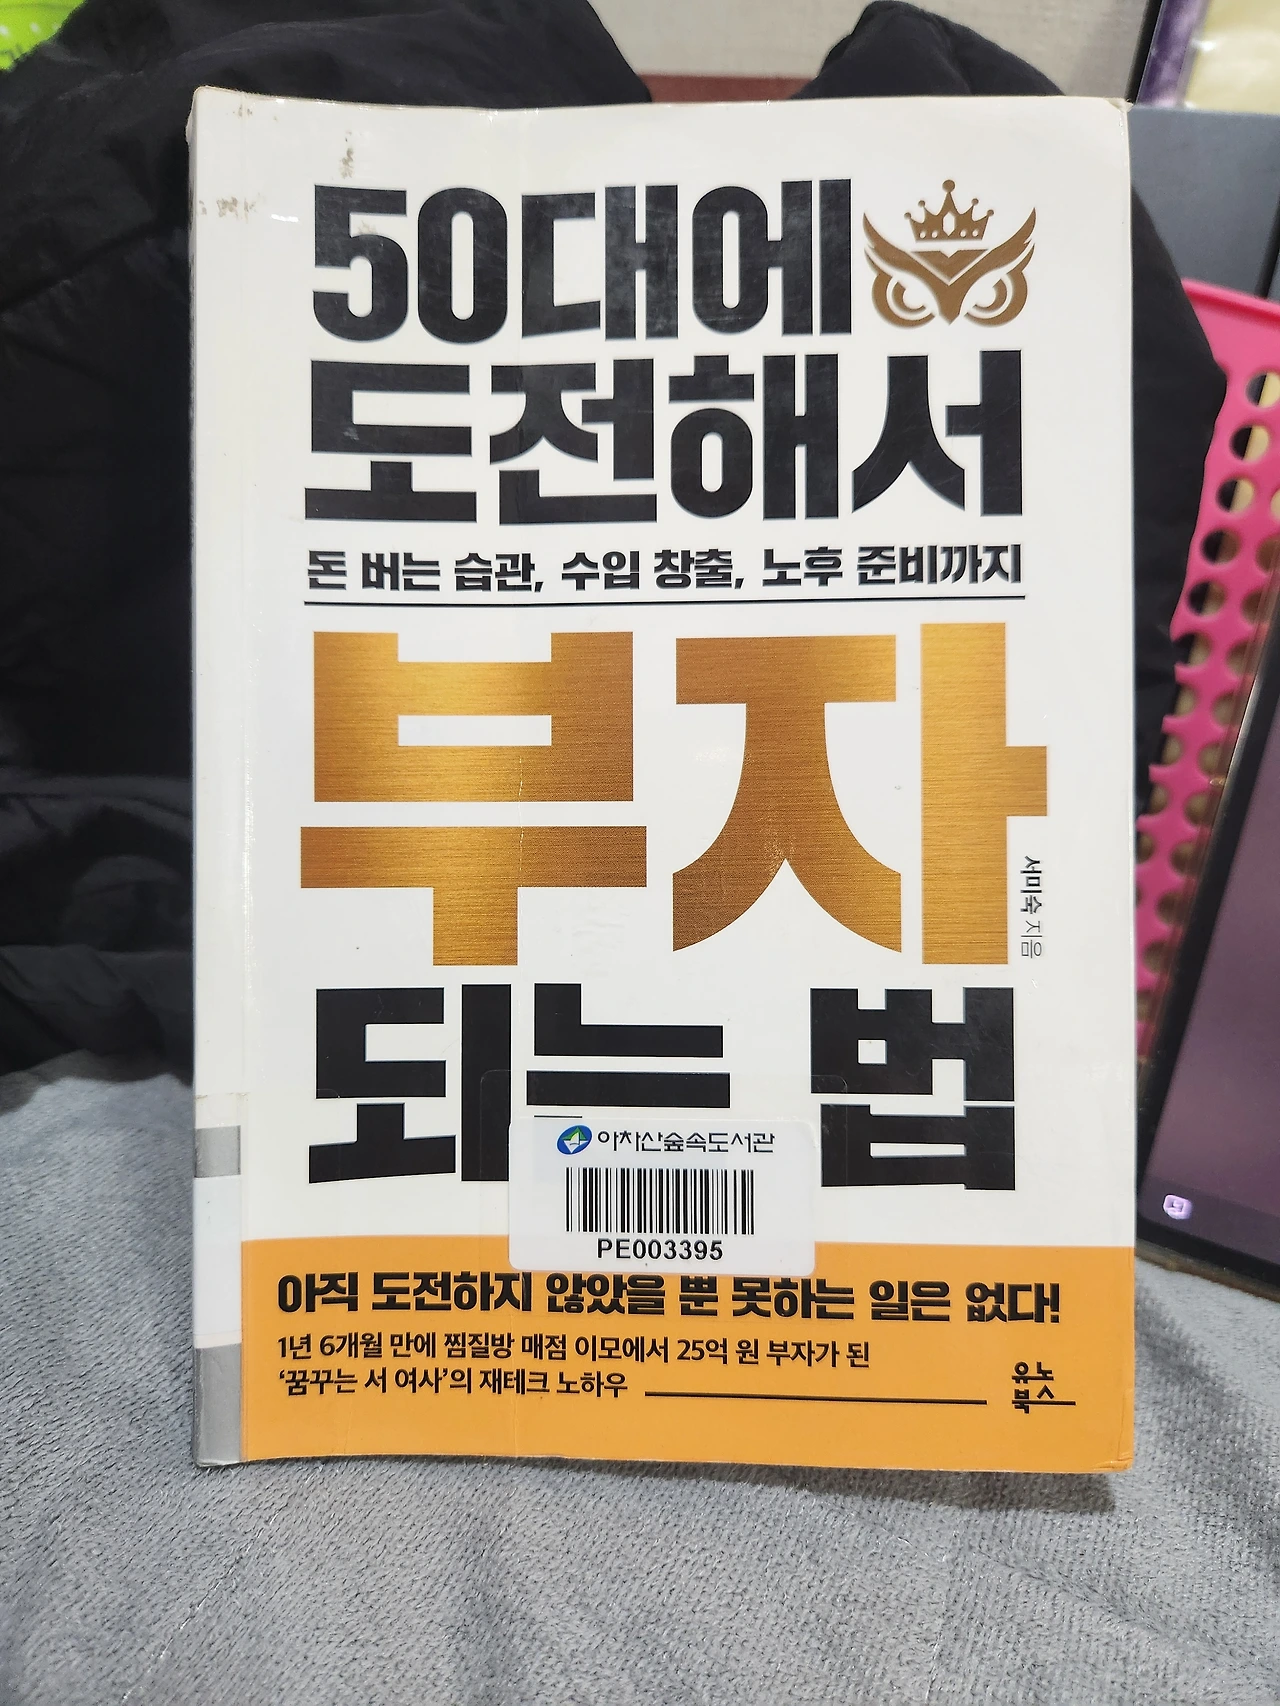 50대에
도전해서
돈 버는 습관, 수입 창출, 노후 준비까지
부자
서미숙 지음
되는 법
아차산숲속도서관
PE003395
아직 도전하지 않았을 뿐 못하는 일은 없다!
1년 6개월 만에 찜질방 매점 이모에서 25억 원 부자가 된
‘꿈꾸는 서 여사’의 재테크 노하우
유노
북스